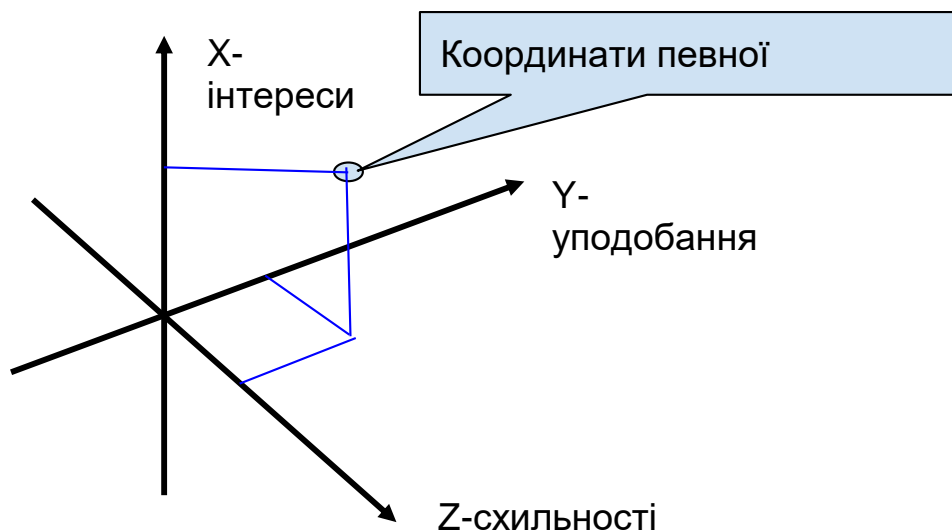 X-
інтереси
Координати певної
Y-
уподобання
Z-схильності